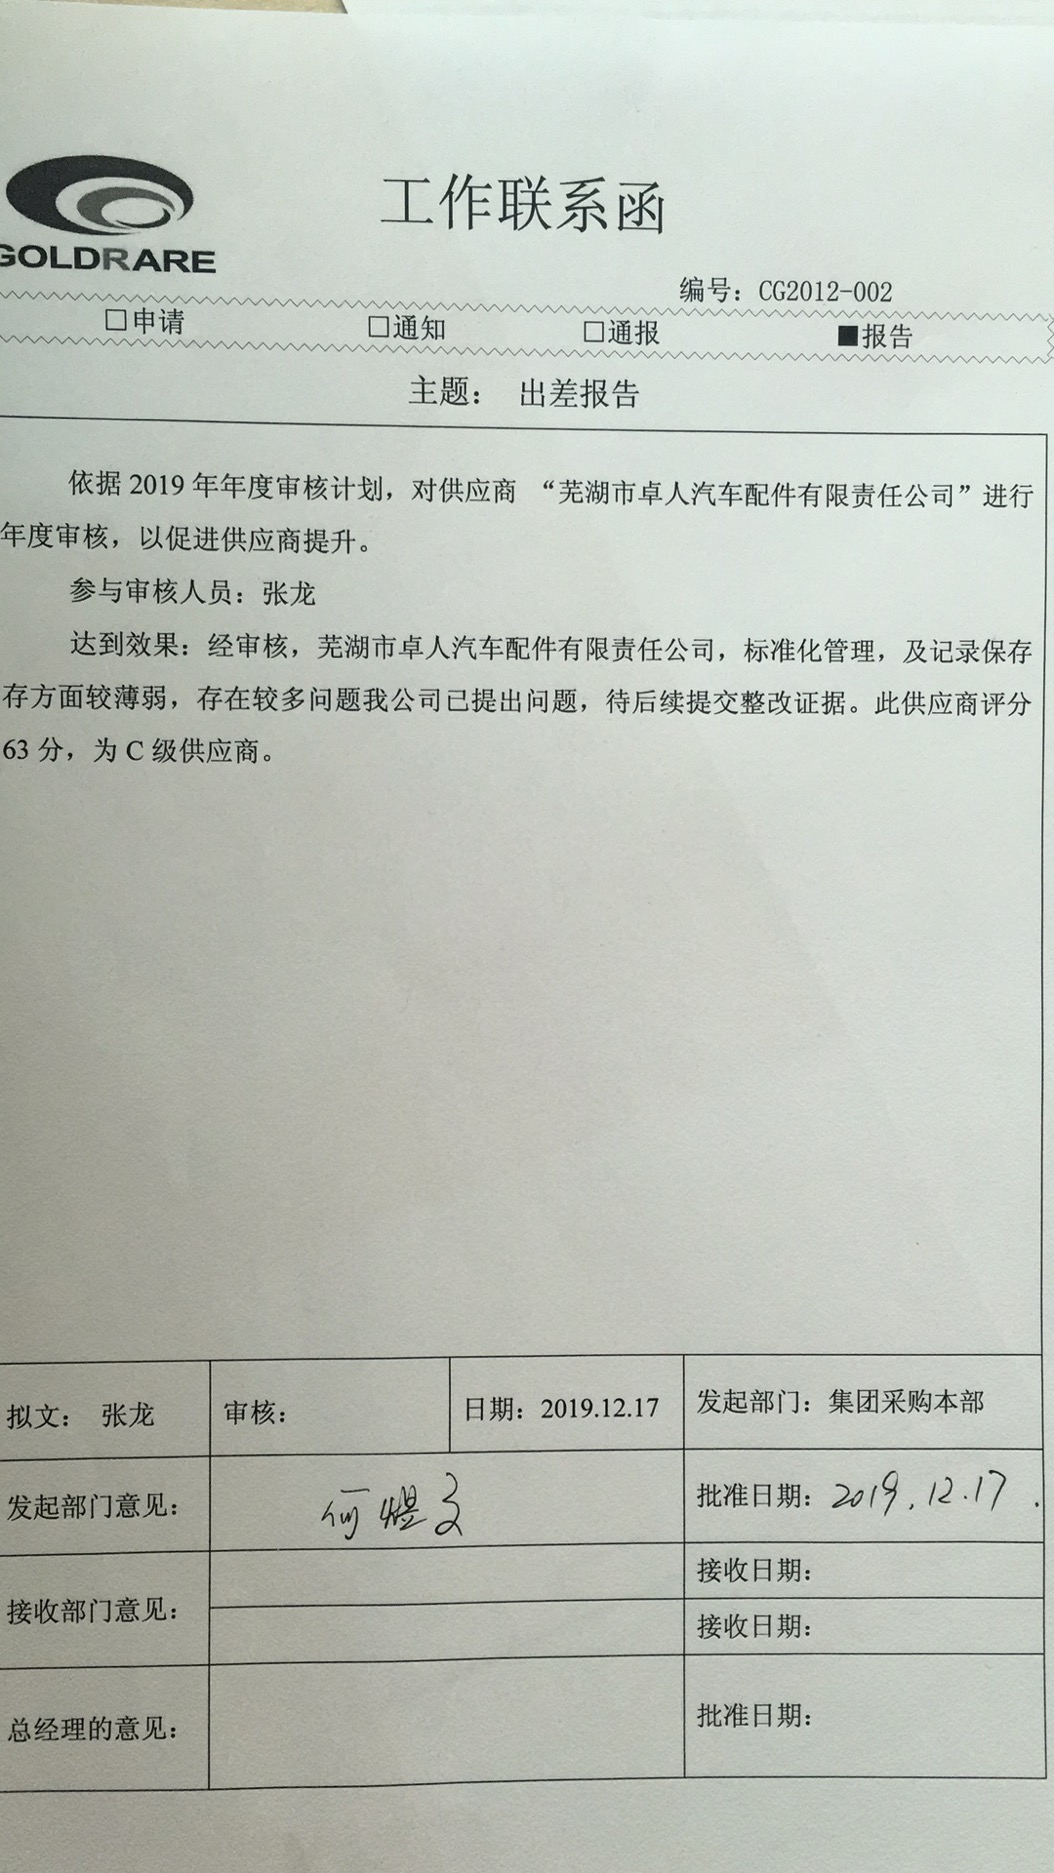 工作联系函
GOLDRARE
编号：CG2012-002
□申请 □通知 □通报 ■报告
主题： 出差报告
依据 2019 年年度审核计划，对供应商 “芜湖市卓人汽车配件有限责任公司”进行
年度审核，以促进供应商提升。
参与审核人员：张龙
达到效果：经审核，芜湖市卓人汽车配件有限责任公司，标准化管理，及记录保存
存方面较薄弱，存在较多问题我公司已提出问题，待后续提交整改证据。此供应商评分
63 分，为 C 级供应商。
拟文： 张龙 审核： 日期：2019.12.17 发起部门：集团采购本部
发起部门意见： 何煜文 批准日期：2019.12.17.
接收部门意见： 接收日期：
接收日期：
总经理的意见： 批准日期：